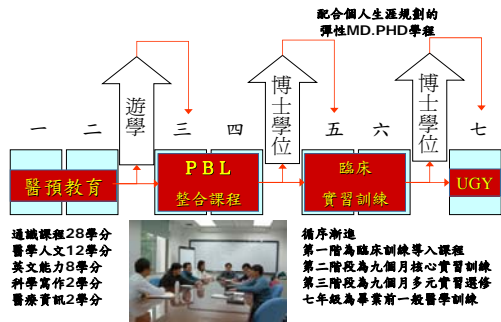 配合個人生涯規劃的
彈性MD.PHD學程
遊學
博士學位
博士學位
一 二 三 四 五 六 七
醫預教育
PBL
整合課程
臨床
實習訓練
UGY
通識課程28學分
醫學人文12學分
英文能力8學分
科學寫作2學分
醫療資訊2學分
循序漸進
第一階為臨床訓練導入課程
第二階段為九個月核心實習訓練
第三階段為九個月多元實習選修
七年級為畢業前一般醫學訓練